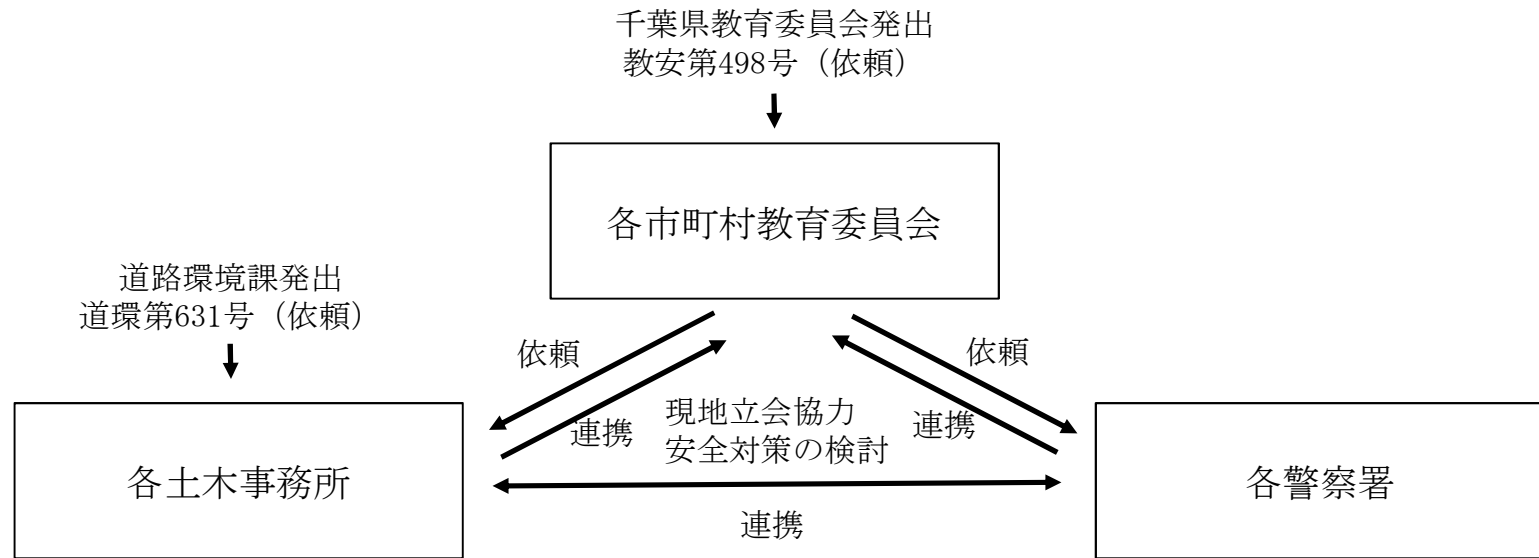 千葉県教育委員会発出
教安第498号（依頼）
各市町村教育委員会
道路環境課発出
道環第631号（依頼）
依頼
依頼
連携
現地立会協力
安全対策の検討
連携
各土木事務所
各警察署
連携